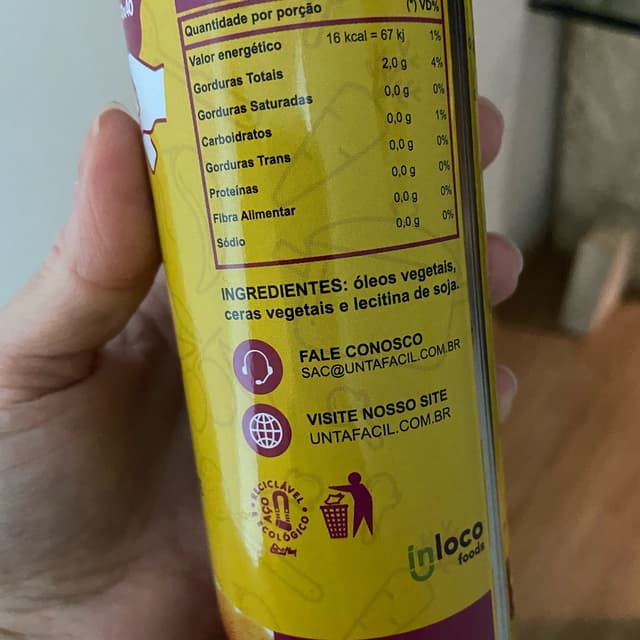 Quantidade por porção (*) VD%
Valor energético 16 kcal = 67 kj 1%
Gorduras Totais 2,0 g 4%
Gorduras Saturadas 0,0 g 0%
Carboidratos 0,0 g 1%
Gorduras Trans 0,0 g 0%
Proteínas 0,0 g 0%
Fibra Alimentar 0,0 g 0%
Sódio 0,0 g 0%
INGREDIENTES: óleos vegetais,
ceras vegetais e lecitina de soja.
FALE CONOSCO
SAC@UNTAFACIL.COM.BR
VISITE NOSSO SITE
UNTAFACIL.COM.BR
RECICLÁVEL
AÇO
ECOLÓGICO
inloco
foods